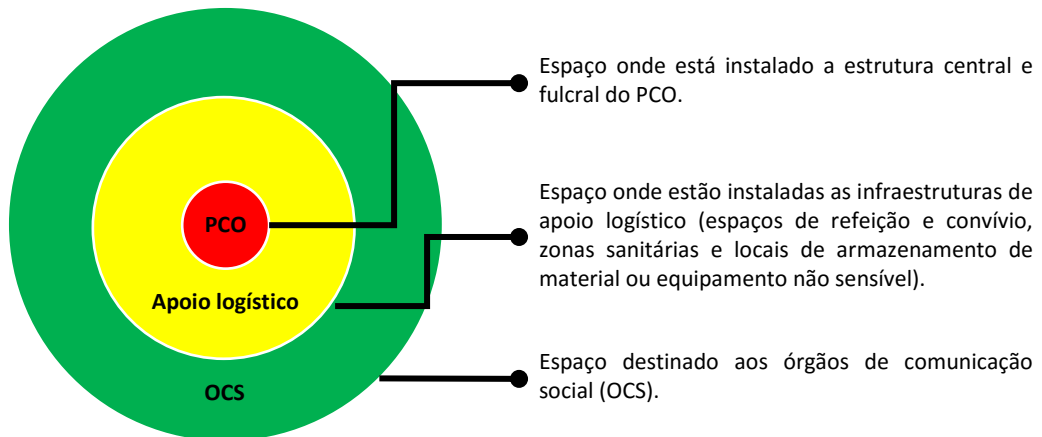 PCO
Apoio logístico
OCS
Espaço onde está instalado a estrutura central e
fulcral do PCO.
Espaço onde estão instaladas as infraestruturas de
apoio logístico (espaços de refeição e convívio,
zonas sanitárias e locais de armazenamento de
material ou equipamento não sensível).
Espaço destinado aos órgãos de comunicação
social (OCS).